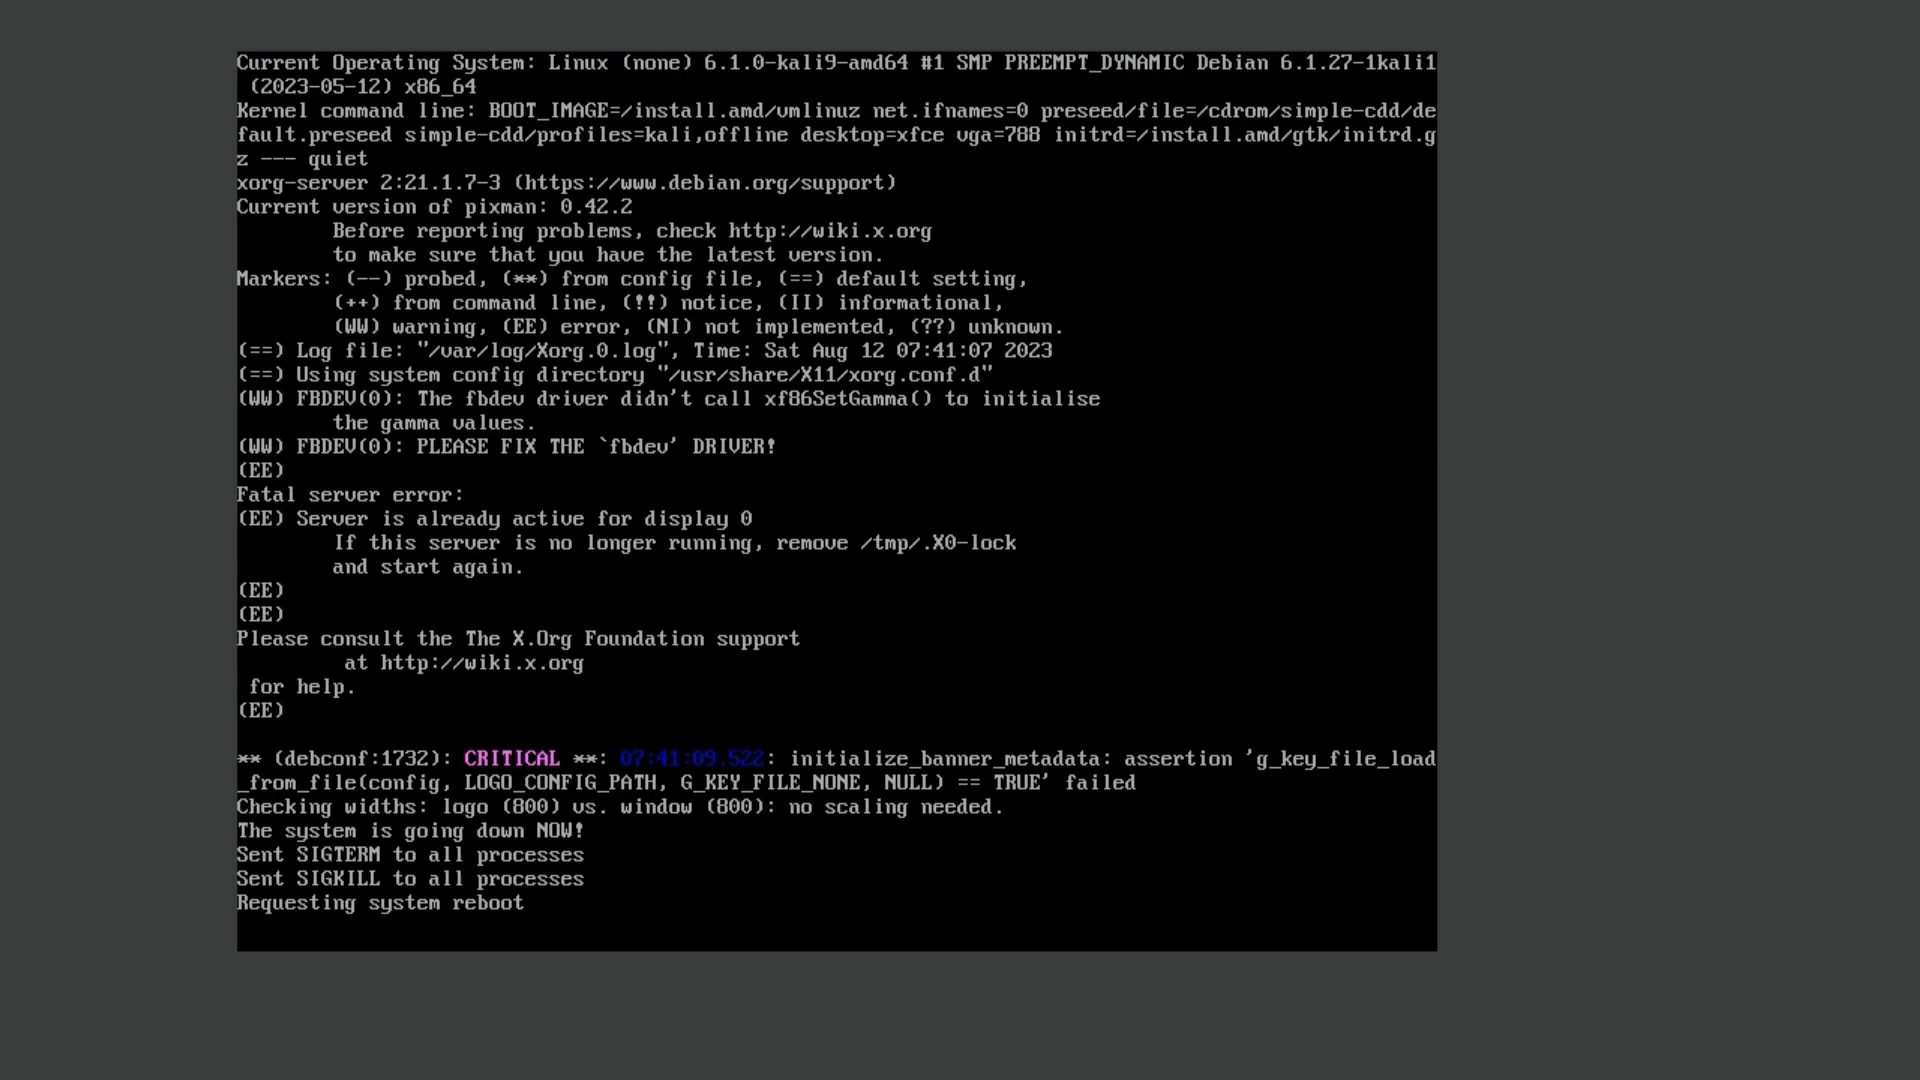 Current Operating System: Linux (none) 6.1.0-kali9-amd64 #1 SMP PREEMPT_DYNAMIC Debian 6.1.27-1kali1
 (2023-05-12) x86_64
Kernel command line: BOOT_IMAGE=/install.amd/vmlinuz net.ifnames=0 preseed/file=/cdrom/simple-cdd/de
fault.preseed simple-cdd/profiles=kali,offline desktop=xfce vga=788 initrd=/install.amd/gtk/initrd.g
z --- quiet
xorg-server 2:21.1.7-3 (https://www.debian.org/support)
Current version of pixman: 0.42.2
        Before reporting problems, check http://wiki.x.org
        to make sure that you have the latest version.
Markers: (--) probed, (**) from config file, (==) default setting,
        (++) from command line, (!!) notice, (II) informational,
        (WW) warning, (EE) error, (NI) not implemented, (??) unknown.
(==) Log file: "/var/log/Xorg.0.log", Time: Sat Aug 12 07:41:07 2023
(==) Using system config directory "/usr/share/X11/xorg.conf.d"
(WW) FBDEV(0): The fbdev driver didn't call xf86SetGamma() to initialise
        the gamma values.
(WW) FBDEV(0): PLEASE FIX THE `fbdev' DRIVER!
(EE)
Fatal server error:
(EE) Server is already active for display 0
        If this server is no longer running, remove /tmp/.X0-lock
        and start again.
(EE)
(EE)
Please consult the The X.Org Foundation support
         at http://wiki.x.org
 for help.
(EE)
** (debconf:1732): CRITICAL **: 07:41:09.522: initialize_banner_metadata: assertion 'g_key_file_load
_from_file(config, LOGO_CONFIG_PATH, G_KEY_FILE_NONE, NULL) == TRUE' failed
Checking widths: logo (800) vs. window (800): no scaling needed.
The system is going down NOW!
Sent SIGTERM to all processes
Sent SIGKILL to all processes
Requesting system reboot